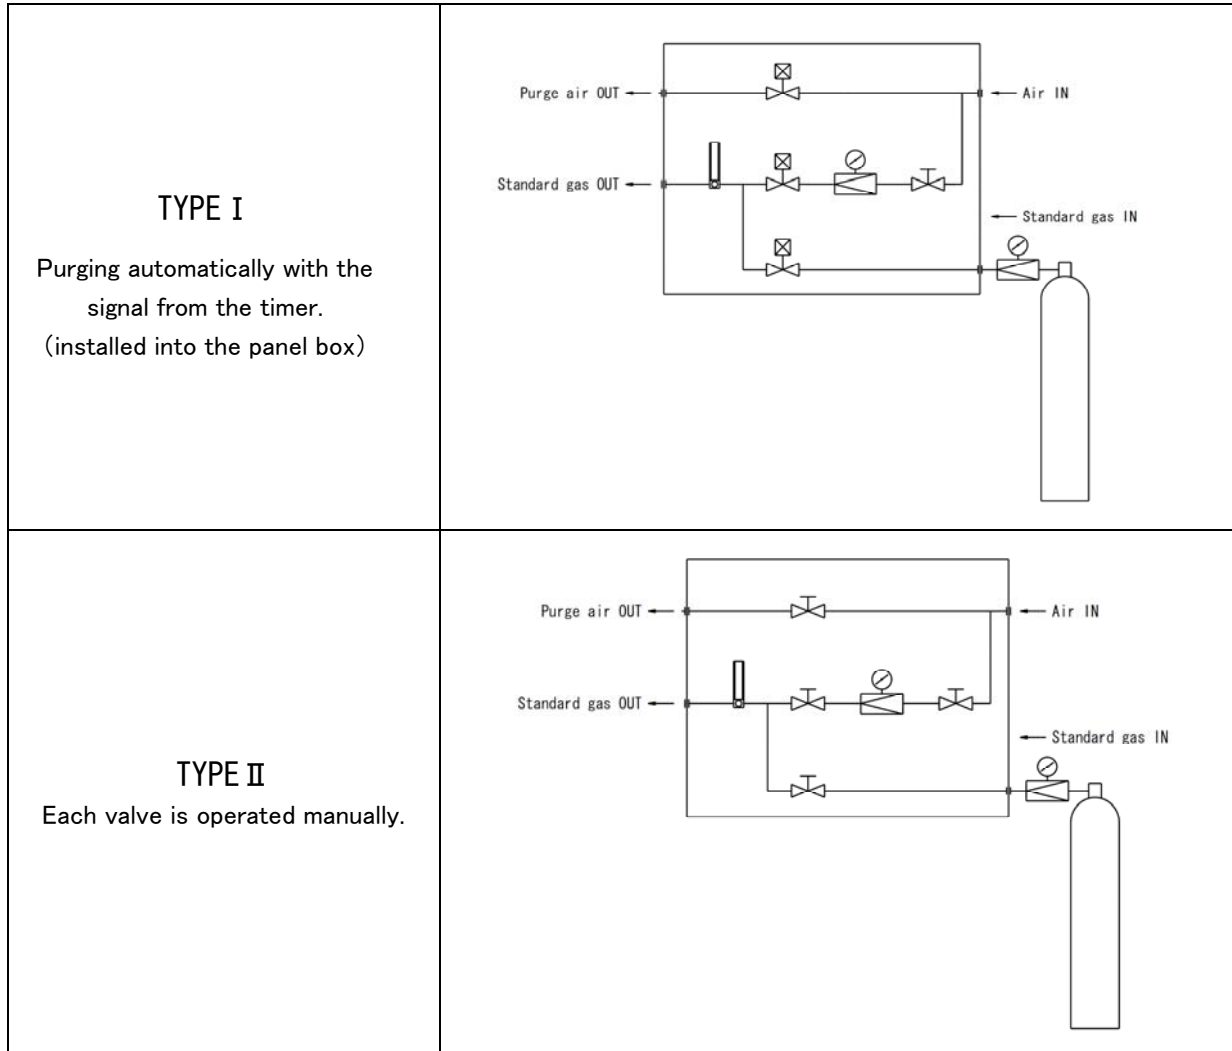 TYPE Ⅰ
Purging automatically with the
signal from the timer.
（installed into the panel box）
Purge air OUT
Air IN
Standard gas OUT
Standard gas IN
TYPE Ⅱ
Each valve is operated manually.
Purge air OUT
Air IN
Standard gas OUT
Standard gas IN